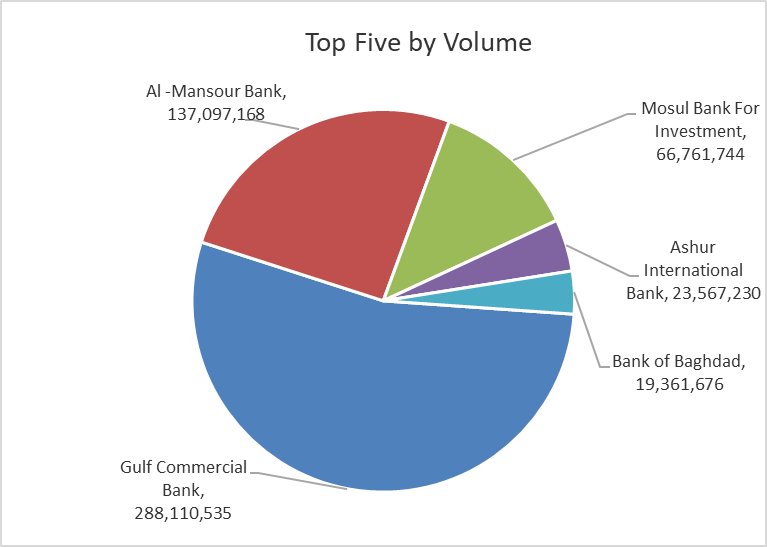 Top Five by Volume
Al -Mansour Bank,
137,097,168
Mosul Bank For
Investment,
66,761,744
Ashur
International
Bank, 23,567,230
Bank of Baghdad,
19,361,676
Gulf Commercial
Bank,
288,110,535